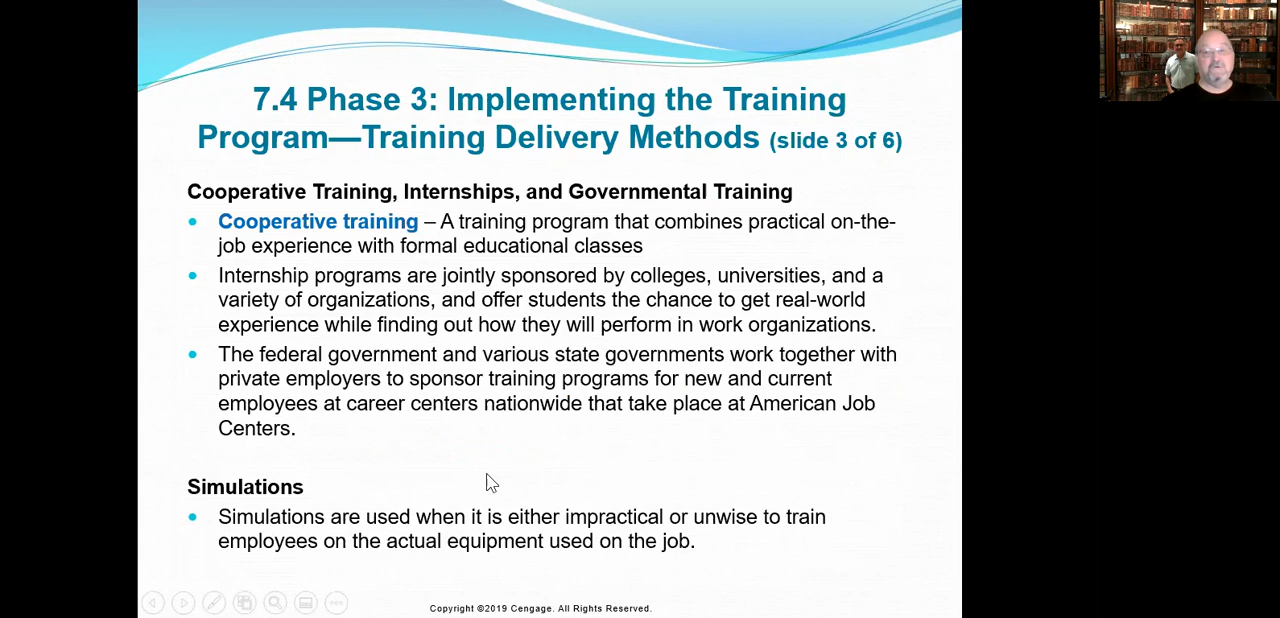 7.4 Phase 3: Implementing the Training
Program—Training Delivery Methods (slide 3 of 6)
Cooperative Training, Internships, and Governmental Training
• Cooperative training – A training program that combines practical on-the-
job experience with formal educational classes
• Internship programs are jointly sponsored by colleges, universities, and a
variety of organizations, and offer students the chance to get real-world
experience while finding out how they will perform in work organizations.
• The federal government and various state governments work together with
private employers to sponsor training programs for new and current
employees at career centers nationwide that take place at American Job
Centers.
Simulations
• Simulations are used when it is either impractical or unwise to train
employees on the actual equipment used on the job.
Copyright ©2019 Cengage. All Rights Reserved.